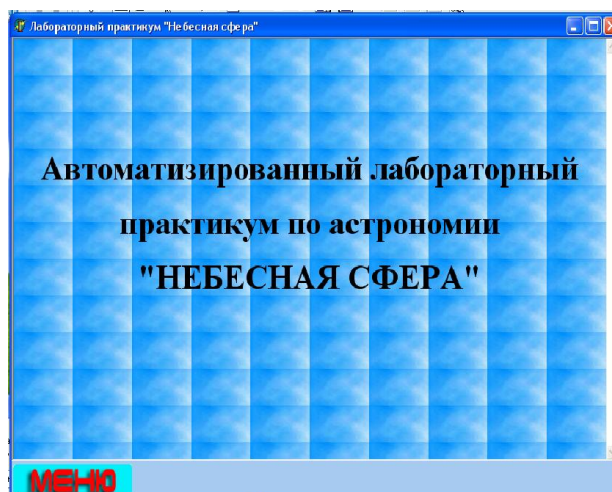 Лабораторный практикум "Небесная сфера"
Автоматизированный лабораторный
практикум по астрономии
"НЕБЕСНАЯ СФЕРА"
МЕНЮ